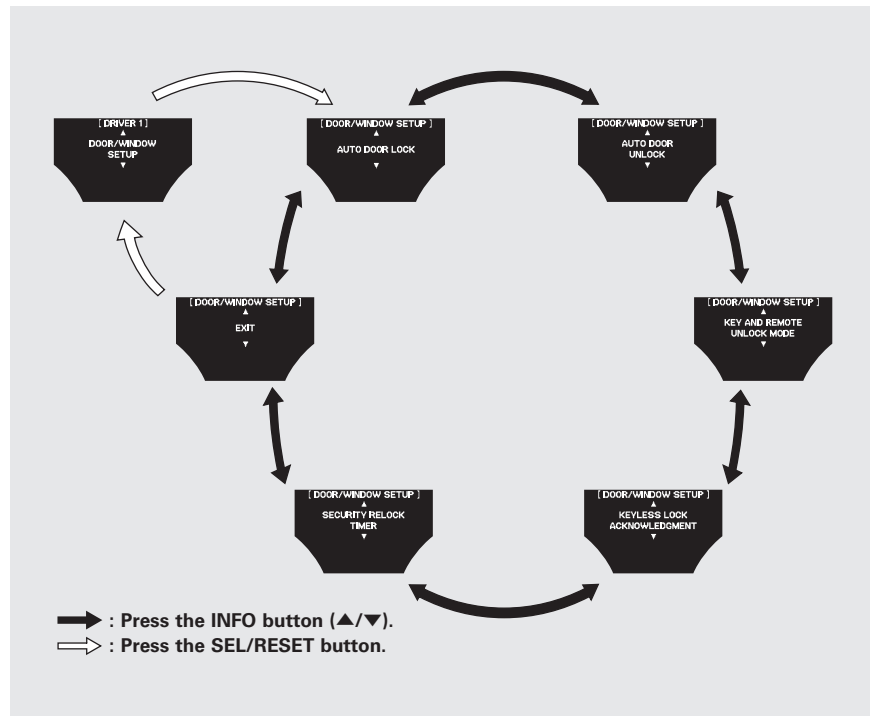 [ DRIVER 1 ]
▲
DOOR/WINDOW
SETUP
▼
[ DOOR/WINDOW SETUP ]
▲
AUTO DOOR LOCK
▼
[ DOOR/WINDOW SETUP ]
▲
AUTO DOOR
UNLOCK
▼
[ DOOR/WINDOW SETUP ]
▲
EXIT
▼
[ DOOR/WINDOW SETUP ]
▲
KEY AND REMOTE
UNLOCK MODE
▼
[ DOOR/WINDOW SETUP ]
▲
SECURITY RELOCK
TIMER
▼
[ DOOR/WINDOW SETUP ]
▲
KEYLESS LOCK
ACKNOWLEDGMENT
▼
: Press the INFO button (▲/▼).
: Press the SEL/RESET button.